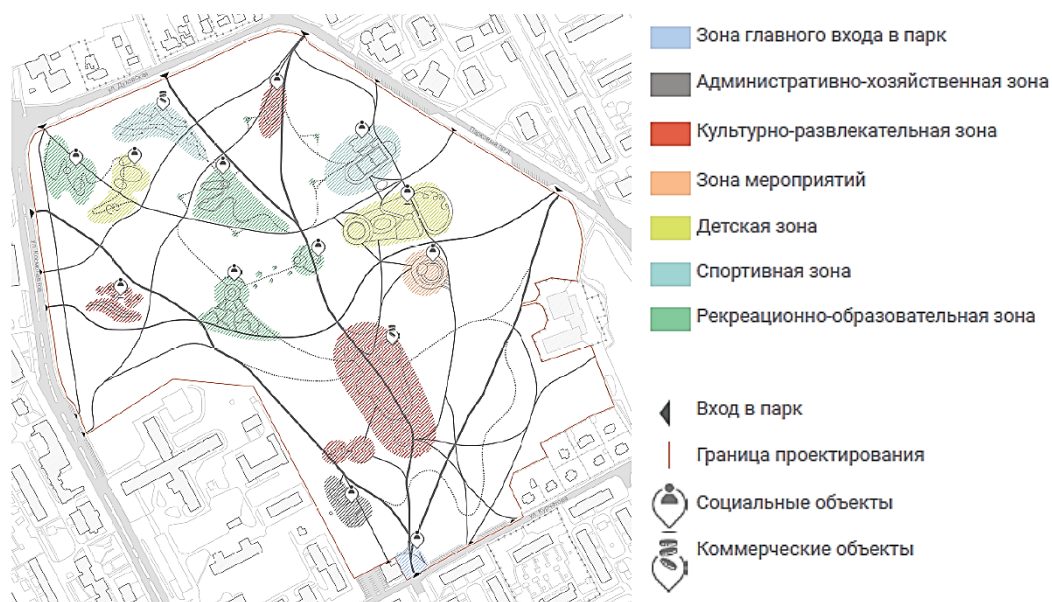 Зона главного входа в парк
Административно-хозяйственная зона
Культурно-развлекательная зона
Зона мероприятий
Детская зона
Спортивная зона
Рекреационно-образовательная зона
Вход в парк
Граница проектирования
Социальные объекты
Коммерческие объекты